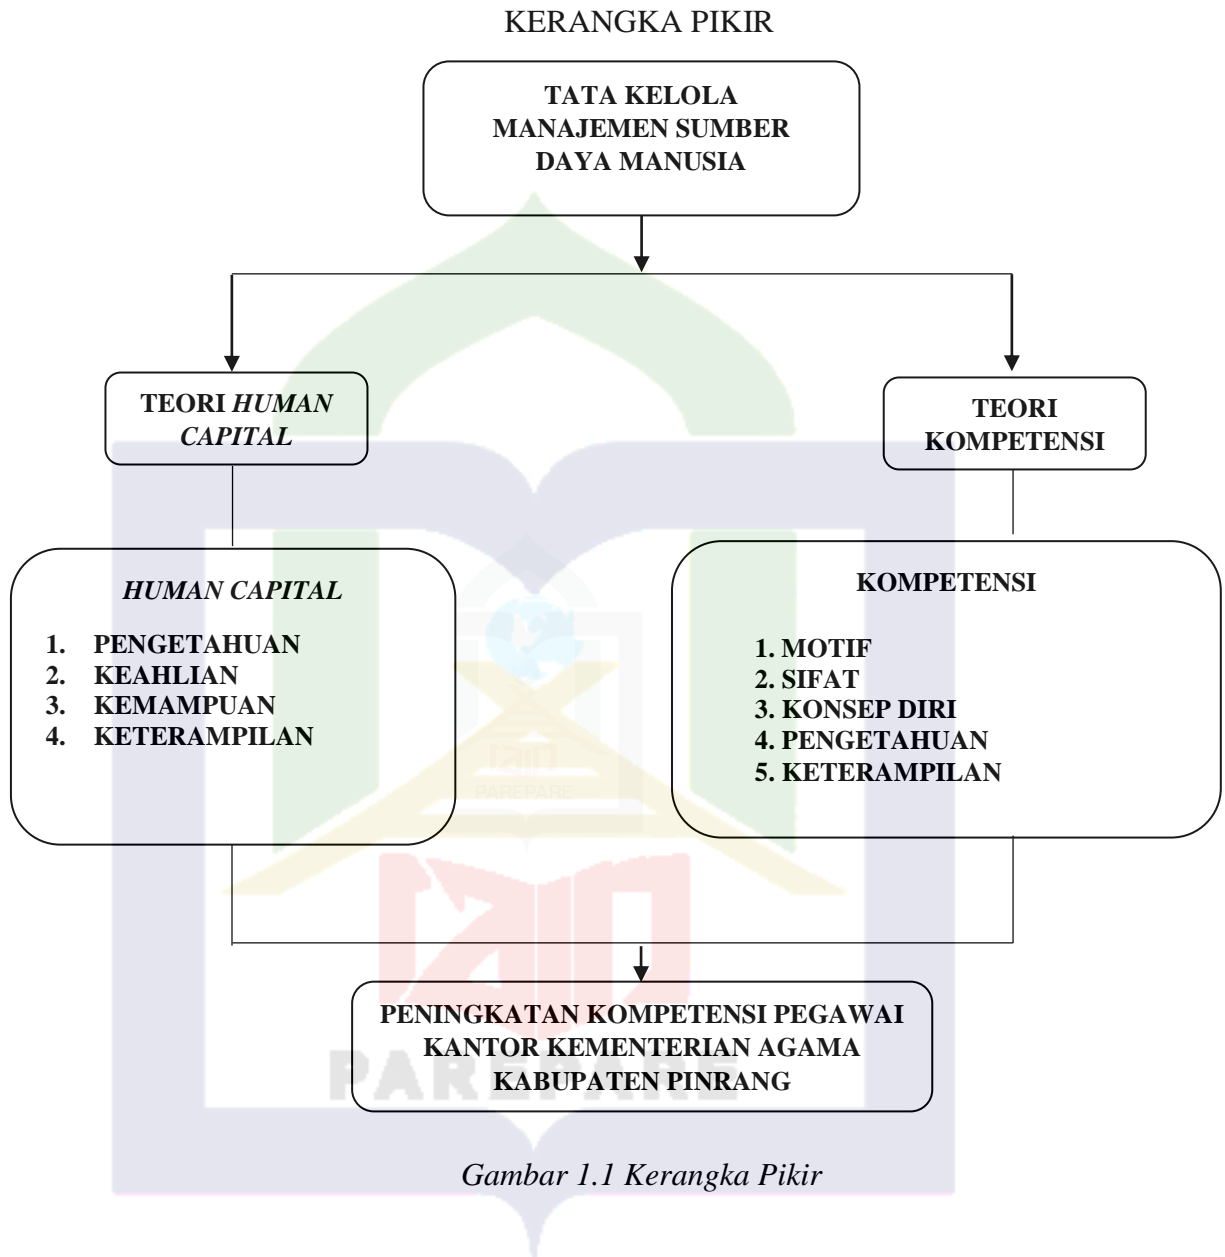 KERANGKA PIKIR
TATA KELOLA
MANAJEMEN SUMBER
DAYA MANUSIA
TEORI HUMAN
CAPITAL
TEORI
KOMPETENSI
HUMAN CAPITAL
1. PENGETAHUAN
2. KEAHLIAN
3. KEMAMPUAN
4. KETERAMPILAN
KOMPETENSI
1. MOTIF
2. SIFAT
3. KONSEP DIRI
4. PENGETAHUAN
5. KETERAMPILAN
PAREPARE
PENINGKATAN KOMPETENSI PEGAWAI
KANTOR KEMENTERIAN AGAMA
KABUPATEN PINRANG
PAREPARE
Gambar 1.1 Kerangka Pikir